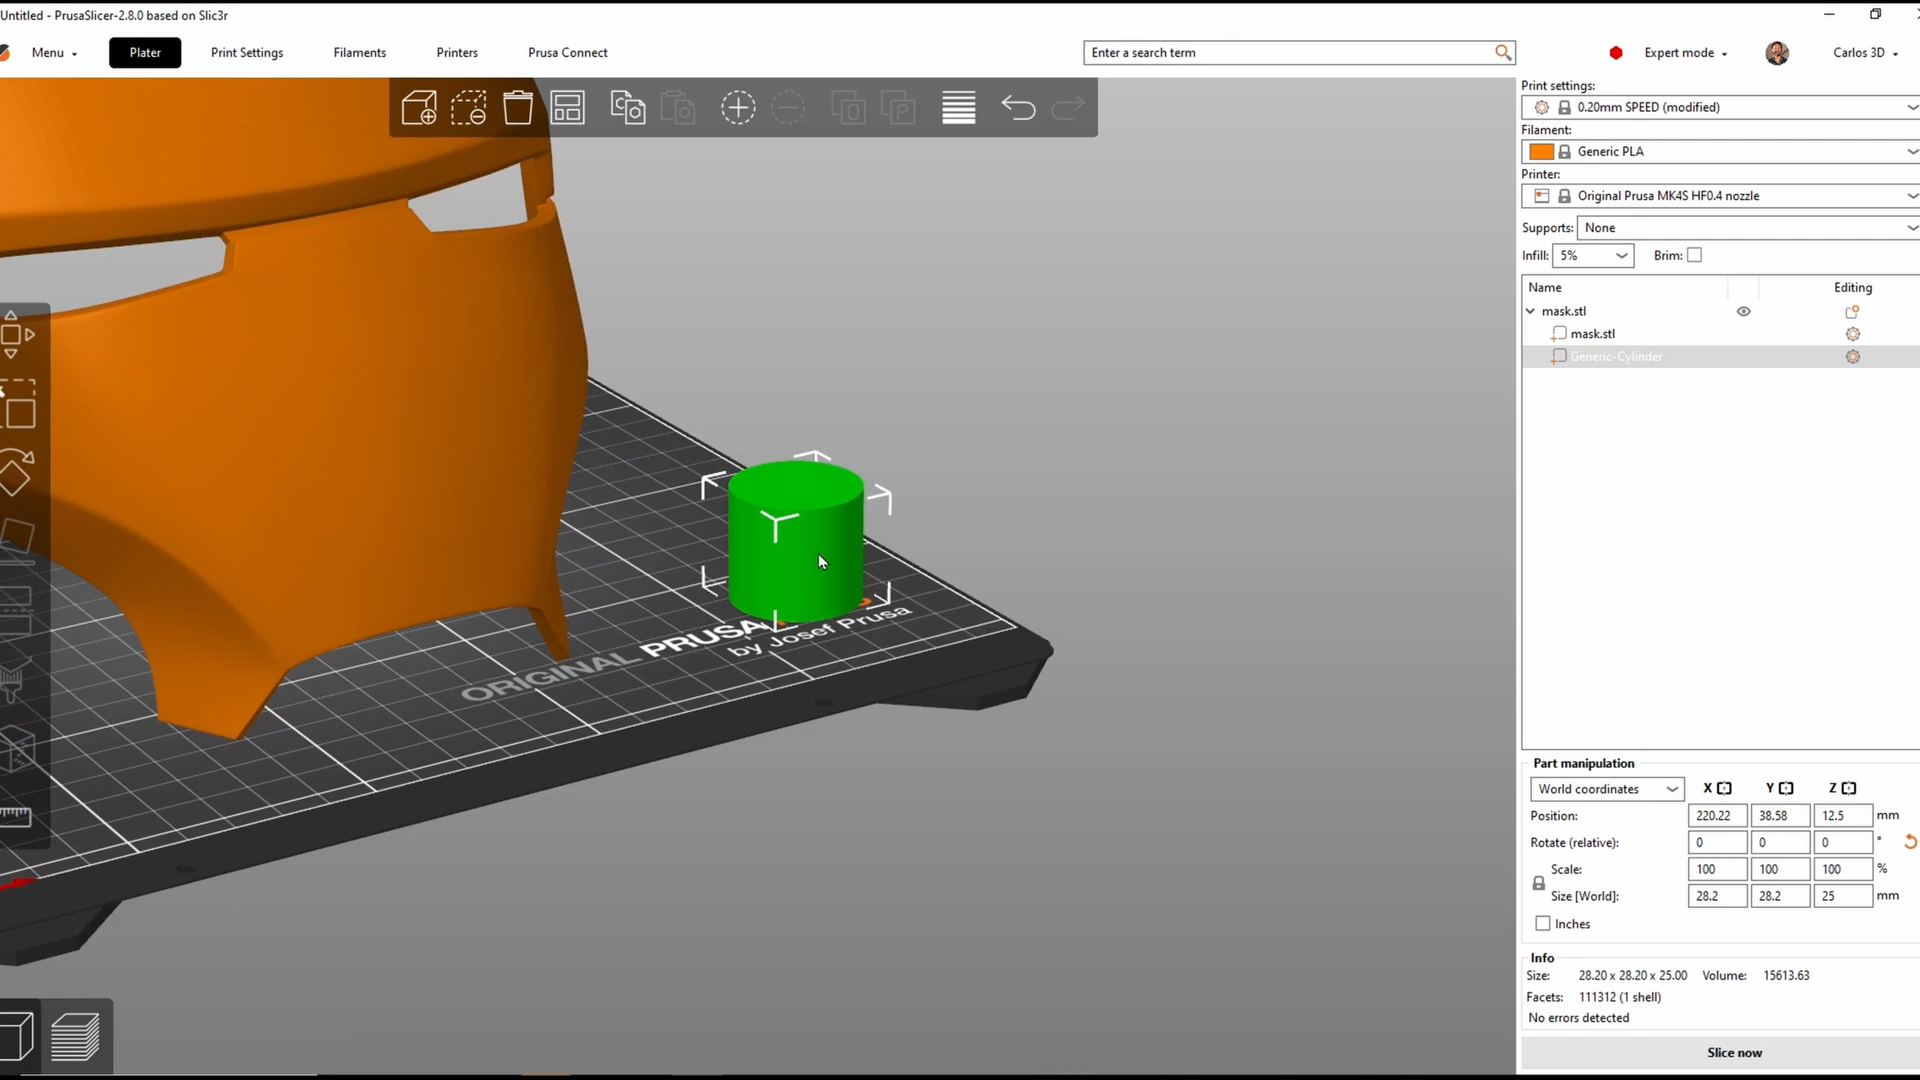 Untitled - PrusaSlicer-2.8.0 based on Slic3r
Menu
Plater
Print Settings
Filaments
Printers
Prusa Connect
Enter a search term
Expert mode
Carlos 3D
Print settings:
0.20mm SPEED (modified)
Filament:
Generic PLA
Printer:
Original Prusa MK4S HF0.4 nozzle
Supports: None
Infill: 5% Brim:
Name Editing
mask.stl
mask.stl
Generic-Cylinder
ORIGINAL PRUSA
by Josef Prusa
Part manipulation
World coordinates X Y Z
Position: 220.22 38.58 12.5 mm
Rotate (relative): 0 0 0 °
Scale: 100 100 100 %
Size [World]: 28.2 28.2 25 mm
Inches
Info
Size: 28.20 x 28.20 x 25.00 Volume: 15613.63
Facets: 111312 (1 shell)
No errors detected
Slice now